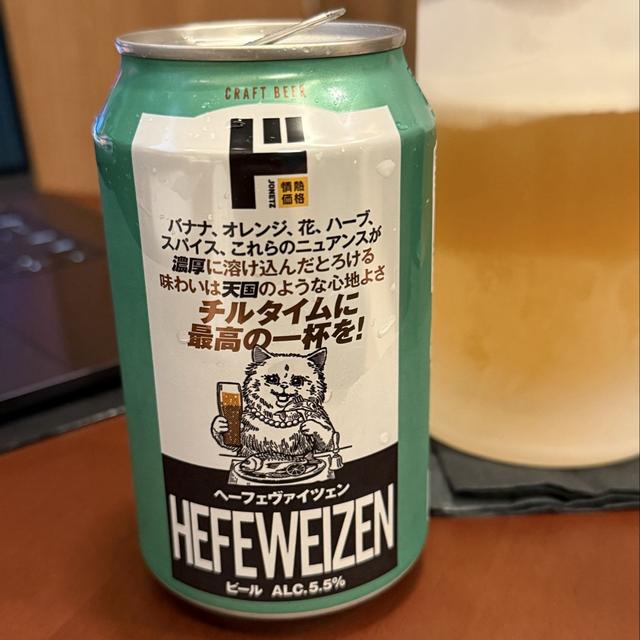 CRAFT BEER
ド
JONETZ
情熱
価格
バナナ、オレンジ、花、ハーブ、
スパイス、これらのニュアンスが
濃厚に溶け込んだとろける
味わいは天国のような心地よさ
チルタイムに
最高の一杯を!
ヘーフェヴァイツェン
HEFEWEIZEN
ビール ALC.5.5%